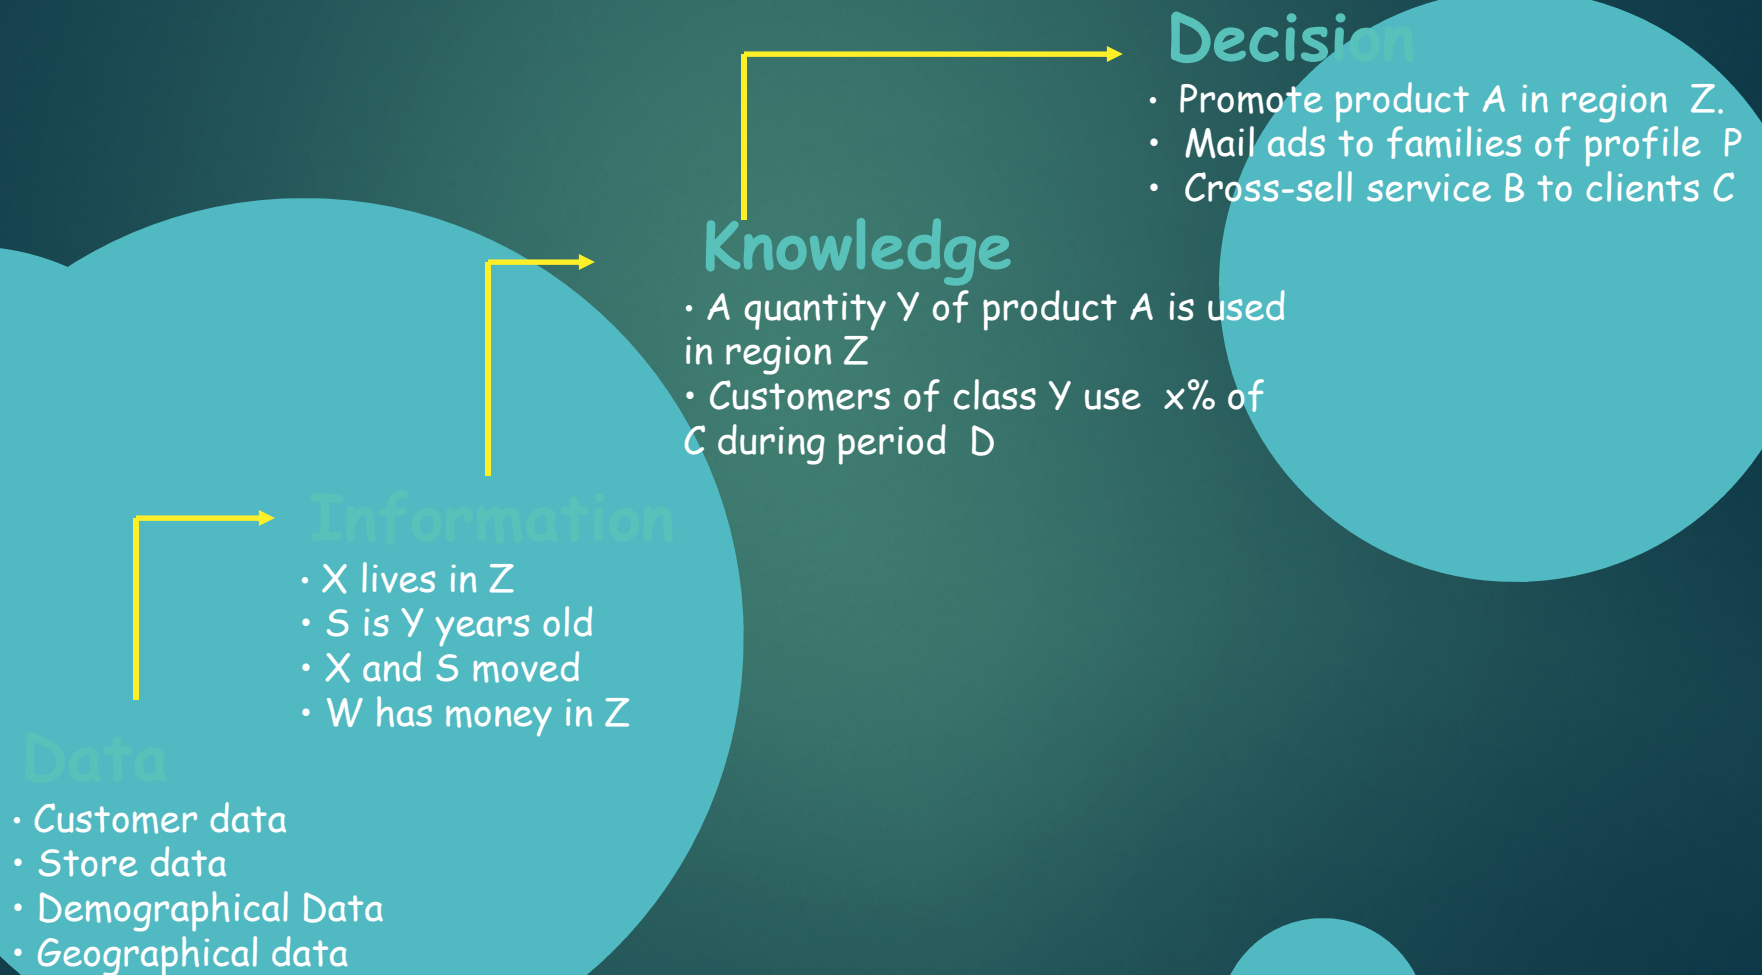 Decision
• Promote product A in region Z.
• Mail ads to families of profile P
• Cross-sell service B to clients C
Knowledge
• A quantity Y of product A is used
in region Z
• Customers of class Y use x% of
C during period D
Information
• X lives in Z
• S is Y years old
• X and S moved
• W has money in Z
Data
• Customer data
• Store data
• Demographical Data
• Geographical data